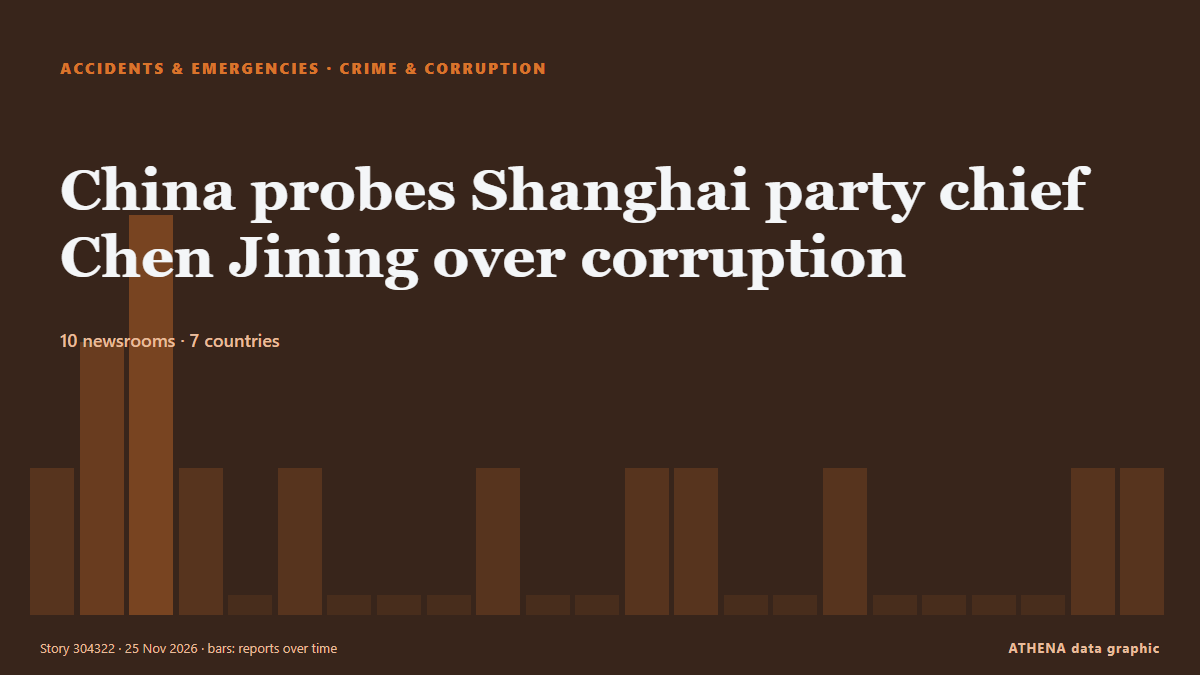 ACCIDENTS & EMERGENCIES · CRIME & CORRUPTION
China probes Shanghai party chief
Chen Jining over corruption
10 newsrooms · 7 countries
Story 304322 · 25 Nov 2026 · bars: reports over time
ATHENA data graphic